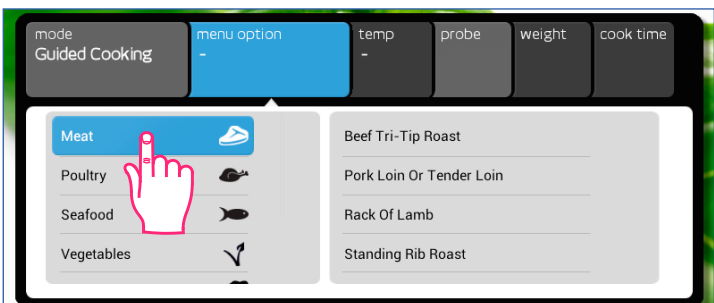 mode
Guided Cooking
menu option
-
temp
-
probe
weight
cook time
Meat
Poultry
Seafood
Vegetables
Beef Tri-Tip Roast
Pork Loin Or Tender Loin
Rack Of Lamb
Standing Rib Roast